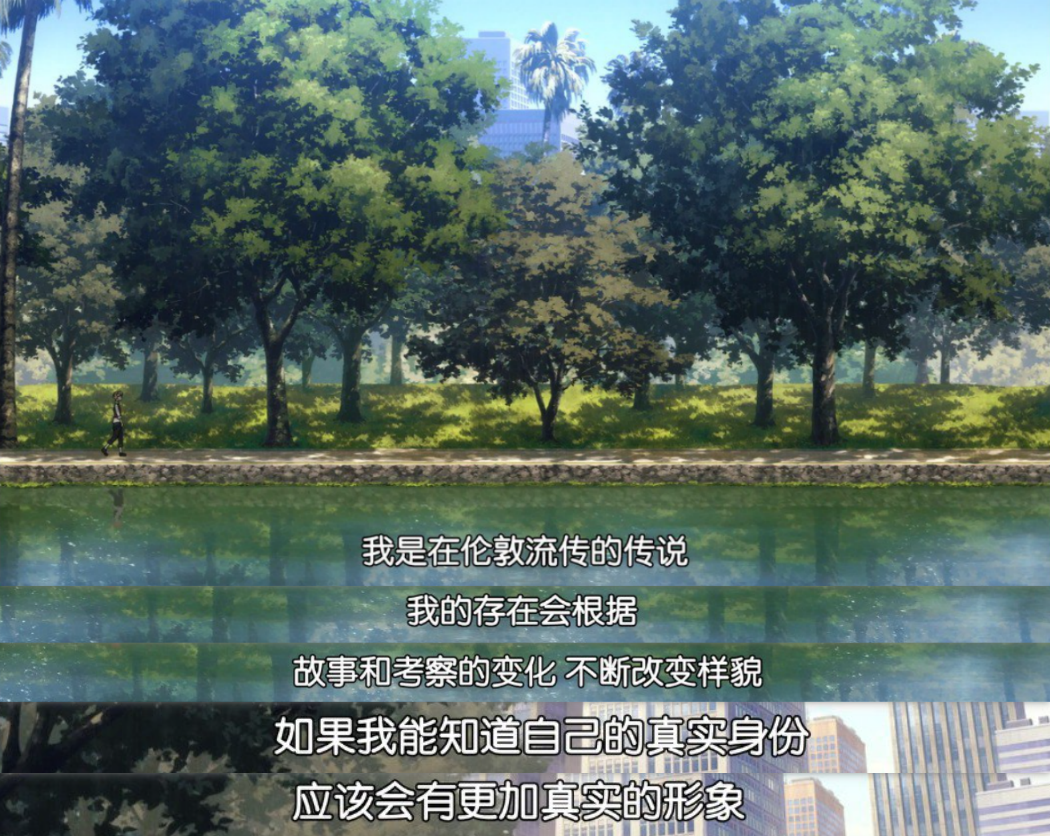 我是在伦敦流传的传说
我的存在会根据
故事和考察的变化 不断改变样貌
如果我能知道自己的真实身份
应该会有更加真实的形象